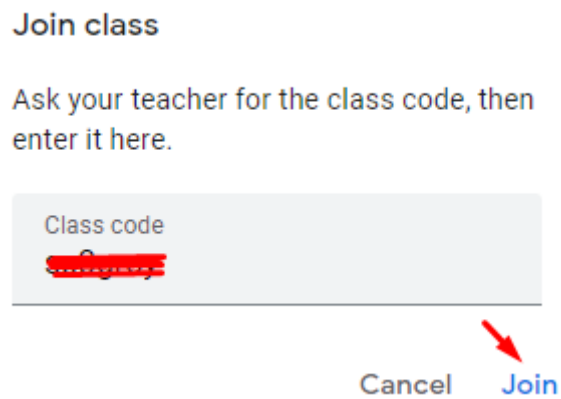 Join class
Ask your teacher for the class code, then
enter it here.
Class code
Cancel Join